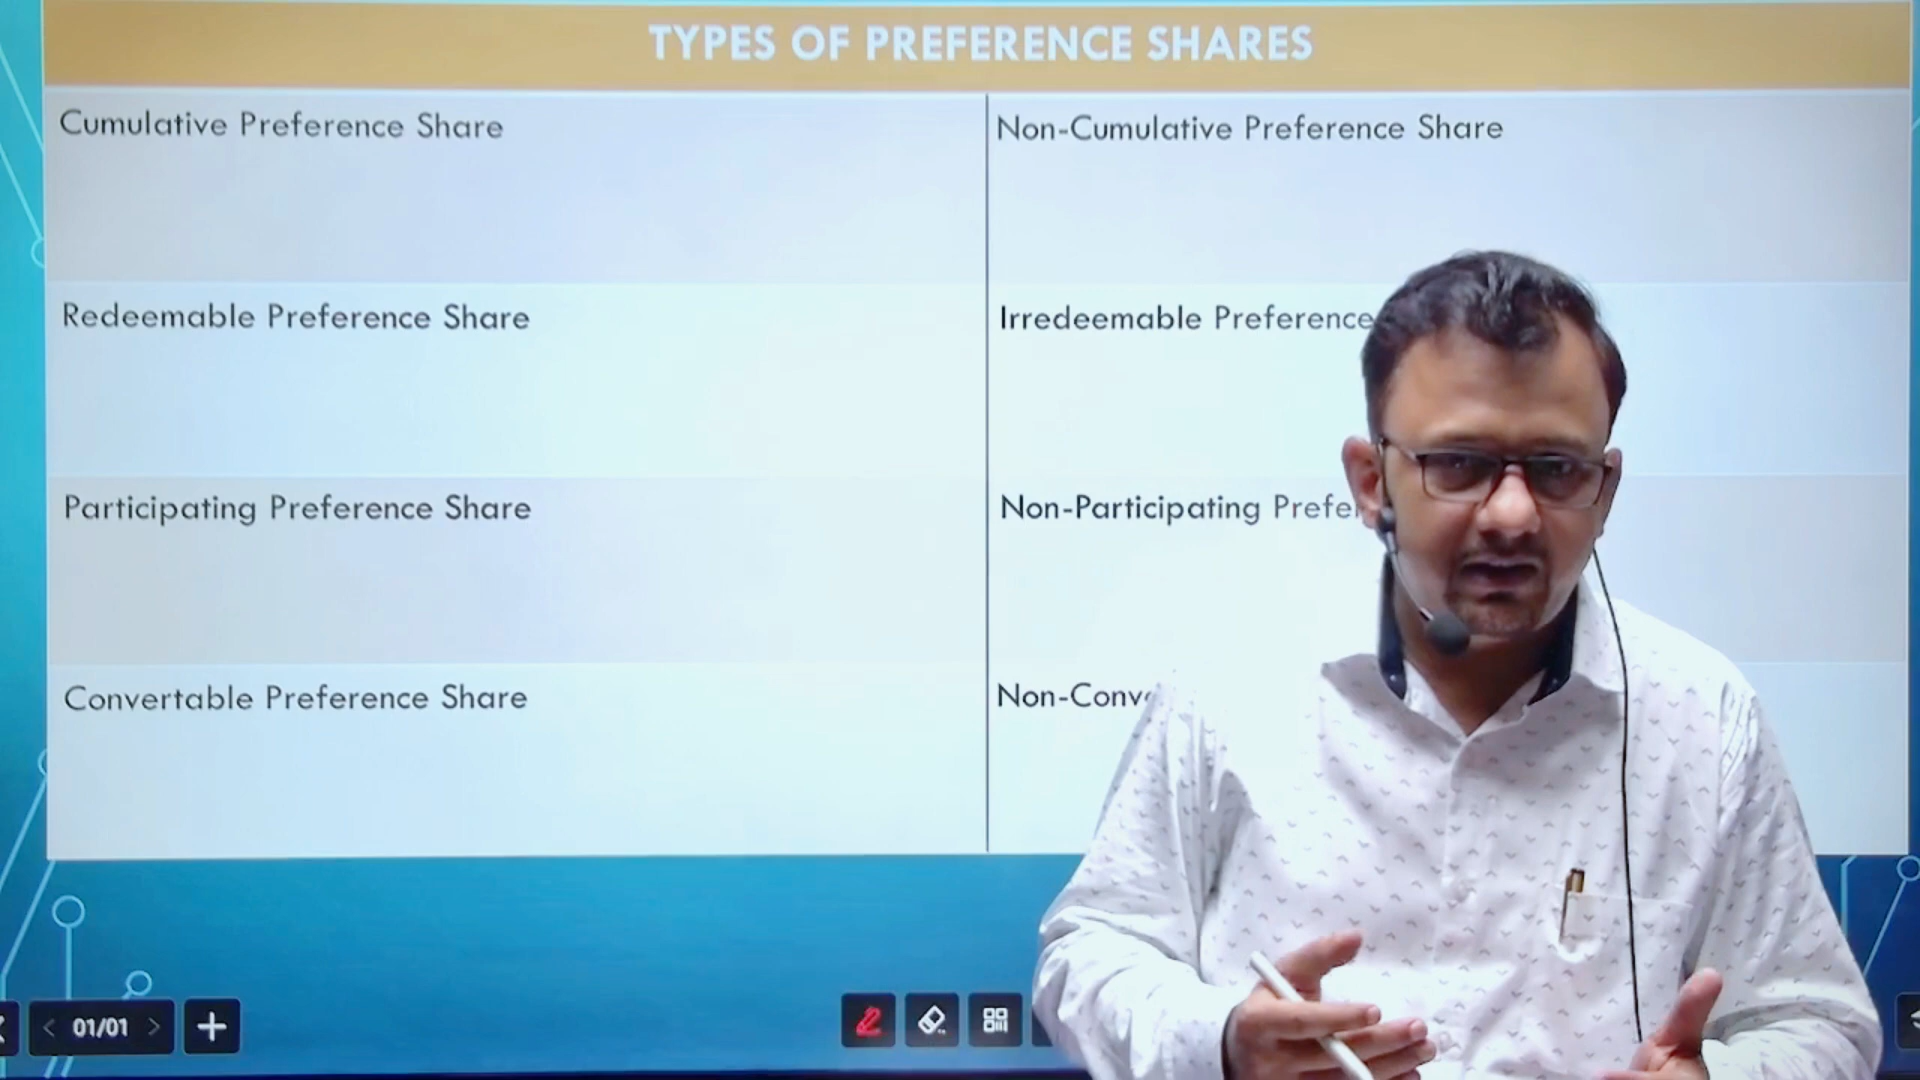 TYPES OF PREFERENCE SHARES
Cumulative Preference Share
Non-Cumulative Preference Share
Redeemable Preference Share
Irredeemable Preference
Participating Preference Share
Non-Participating
Convertable Preference Share
01/01